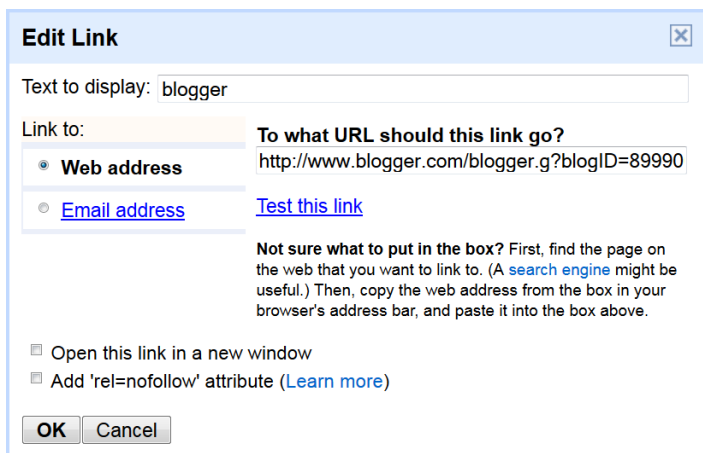 Edit Link
Text to display: blogger
Link to:
Web address
Email address
To what URL should this link go?
http://www.blogger.com/blogger.g?blogID=89990
Test this link
Not sure what to put in the box? First, find the page on
the web that you want to link to. (A search engine might be
useful.) Then, copy the web address from the box in your
browser's address bar, and paste it into the box above.
Open this link in a new window
Add 'rel=nofollow' attribute (Learn more)
OK Cancel